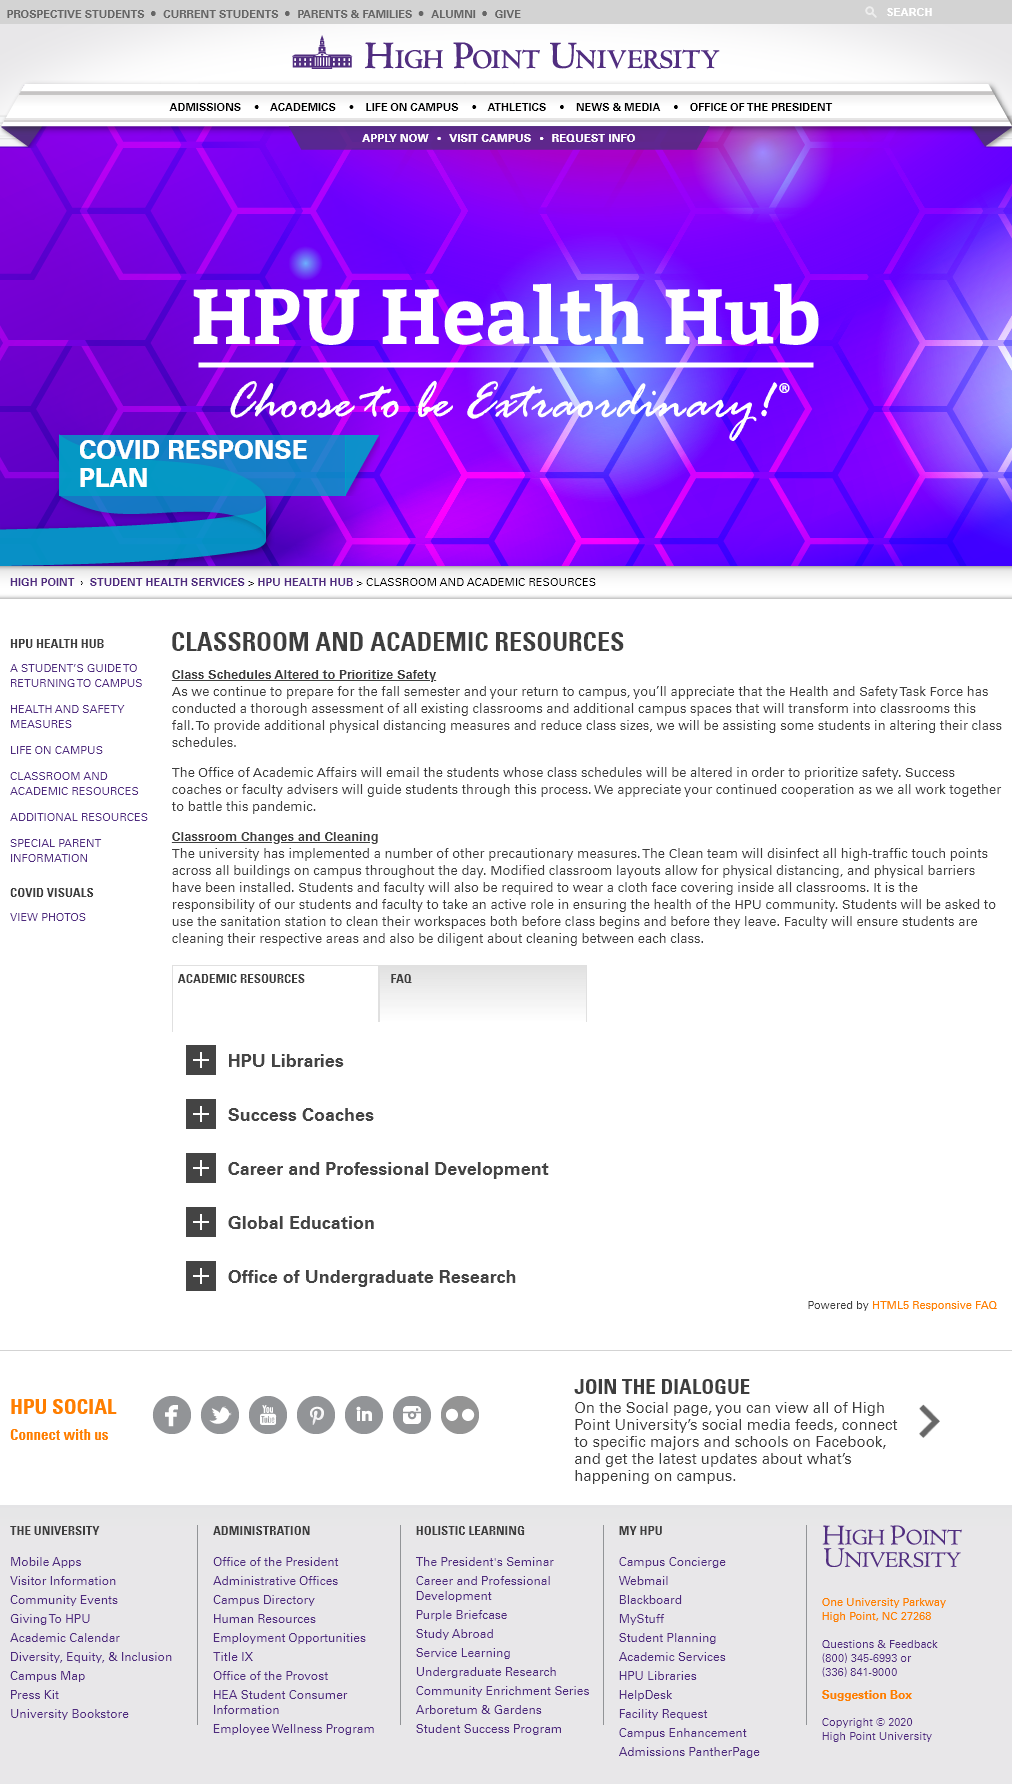 PROSPECTIVE STUDENTS • CURRENT STUDENTS • PARENTS & FAMILIES • ALUMNI • GIVE
SEARCH
HIGH POINT UNIVERSITY
ADMISSIONS • ACADEMICS • LIFE ON CAMPUS • ATHLETICS • NEWS & MEDIA • OFFICE OF THE PRESIDENT
APPLY NOW • VISIT CAMPUS • REQUEST INFO
HPU Health Hub
Choose to be Extraordinary!®
COVID RESPONSE
PLAN
HIGH POINT › STUDENT HEALTH SERVICES > HPU HEALTH HUB > CLASSROOM AND ACADEMIC RESOURCES
HPU HEALTH HUB
A STUDENT'S GUIDE TO
RETURNING TO CAMPUS
HEALTH AND SAFETY
MEASURES
LIFE ON CAMPUS
CLASSROOM AND
ACADEMIC RESOURCES
ADDITIONAL RESOURCES
SPECIAL PARENT
INFORMATION
COVID VISUALS
VIEW PHOTOS
CLASSROOM AND ACADEMIC RESOURCES
Class Schedules Altered to Prioritize Safety
As we continue to prepare for the fall semester and your return to campus, you'll appreciate that the Health and Safety Task Force has
conducted a thorough assessment of all existing classrooms and additional campus spaces that will transform into classrooms this
fall. To provide additional physical distancing measures and reduce class sizes, we will be assisting some students in altering their class
schedules.
The Office of Academic Affairs will email the students whose class schedules will be altered in order to prioritize safety. Success
coaches or faculty advisers will guide students through this process. We appreciate your continued cooperation as we all work together
to battle this pandemic.
Classroom Changes and Cleaning
The university has implemented a number of other precautionary measures. The Clean team will disinfect all high-traffic touch points
across all buildings on campus throughout the day. Modified classroom layouts allow for physical distancing, and physical barriers
have been installed. Students and faculty will also be required to wear a cloth face covering inside all classrooms. It is the
responsibility of our students and faculty to take an active role in ensuring the health of the HPU community. Students will be asked to
use the sanitation station to clean their workspaces both before class begins and before they leave. Faculty will ensure students are
cleaning their respective areas and also be diligent about cleaning between each class.
ACADEMIC RESOURCES
FAQ
HPU Libraries
Success Coaches
Career and Professional Development
Global Education
Office of Undergraduate Research
Powered by HTML5 Responsive FAQ
HPU SOCIAL
Connect with us
You
Tube
in
JOIN THE DIALOGUE
On the Social page, you can view all of High
Point University's social media feeds, connect
to specific majors and schools on Facebook,
and get the latest updates about what's
happening on campus.
THE UNIVERSITY
Mobile Apps
Visitor Information
Community Events
Giving To HPU
Academic Calendar
Diversity, Equity, & Inclusion
Campus Map
Press Kit
University Bookstore
ADMINISTRATION
Office of the President
Administrative Offices
Campus Directory
Human Resources
Employment Opportunities
Title IX
Office of the Provost
HEA Student Consumer
Information
Employee Wellness Program
HOLISTIC LEARNING
The President's Seminar
Career and Professional
Development
Purple Briefcase
Study Abroad
Service Learning
Undergraduate Research
Community Enrichment Series
Arboretum & Gardens
Student Success Program
MY HPU
Campus Concierge
Webmail
Blackboard
MyStuff
Student Planning
Academic Services
HPU Libraries
HelpDesk
Facility Request
Campus Enhancement
Admissions PantherPage
HIGH POINT
UNIVERSITY
One University Parkway
High Point, NC 27268
Questions & Feedback
(800) 345-6993 or
(336) 841-9000
Suggestion Box
Copyright © 2020
High Point University